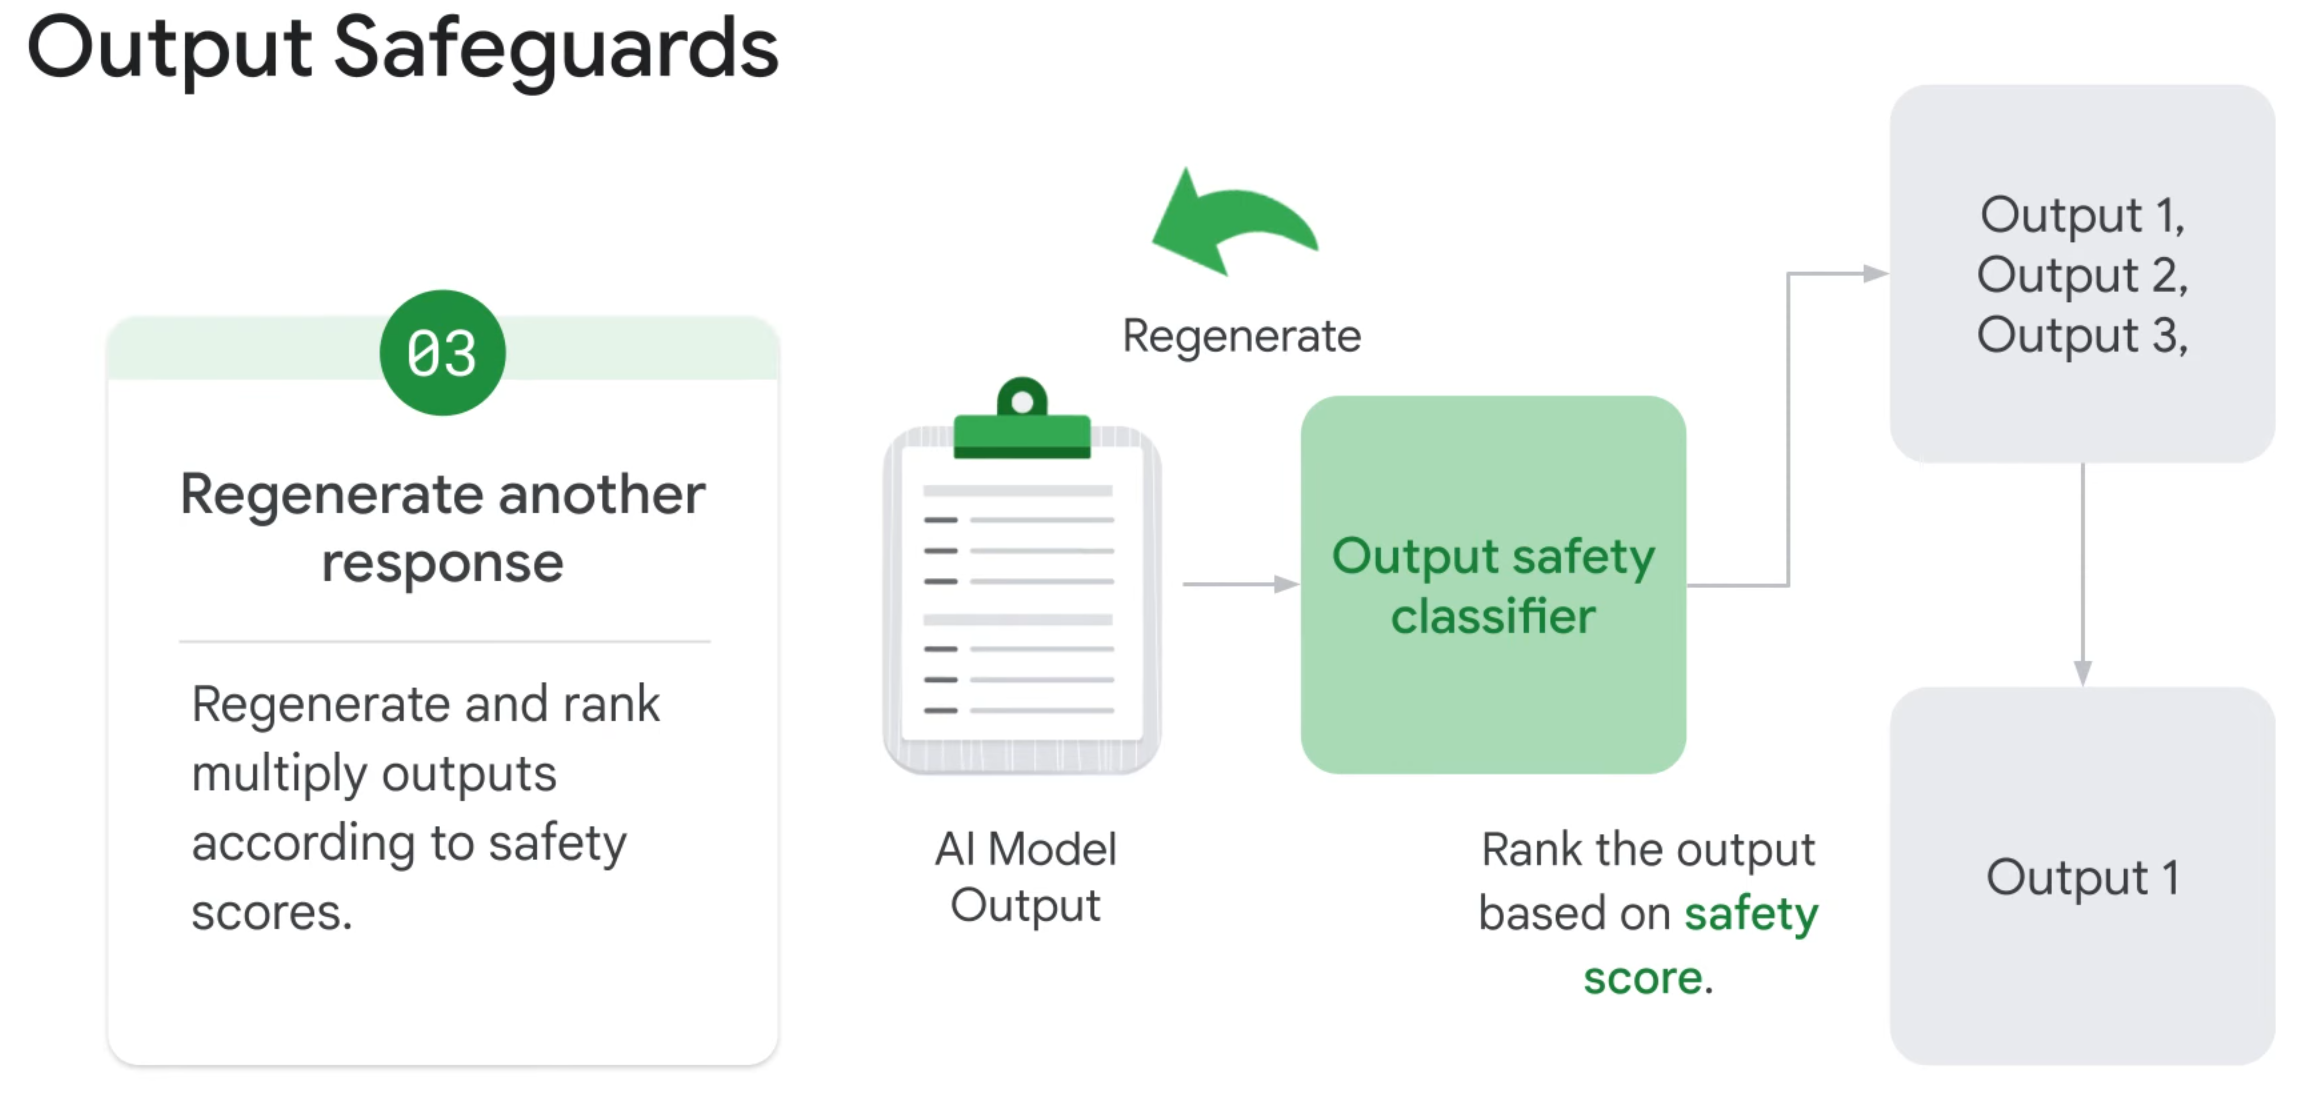 Output Safeguards
03
Regenerate another
response
Regenerate and rank
multiply outputs
according to safety
scores.
Regenerate
AI Model
Output
Output safety
classifier
Rank the output
based on safety
score.
Output 1,
Output 2,
Output 3,
Output 1